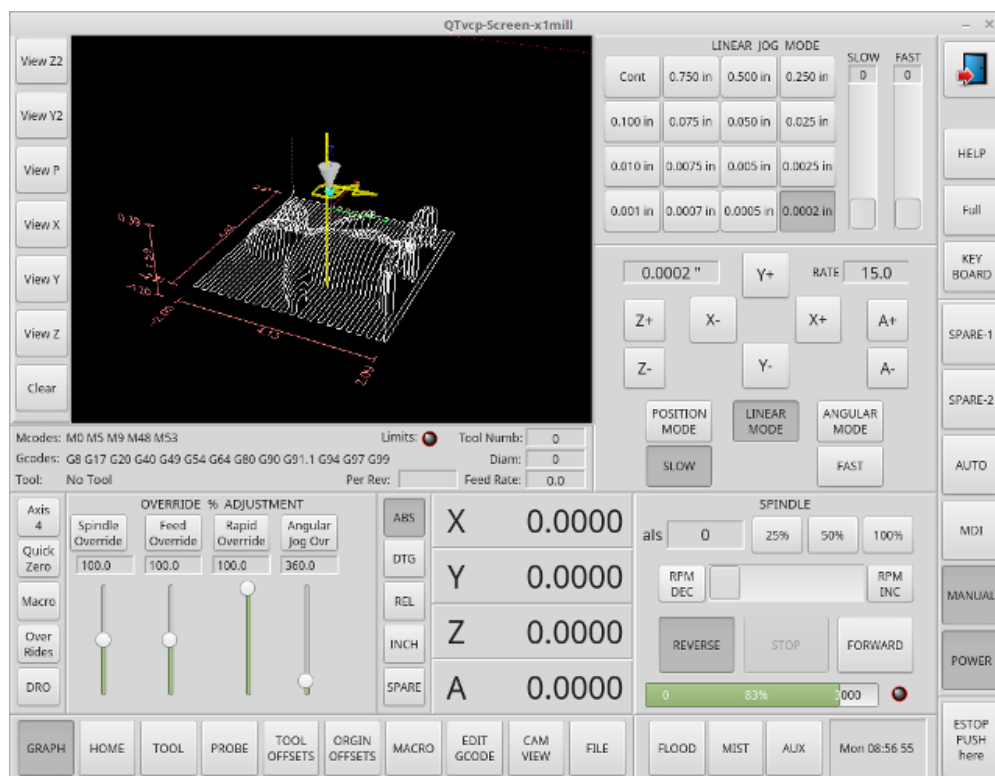 QTvcp-Screen-x1mill
View Z2
View Y2
View P
View X
View Y
View Z
Clear
0.39
-2.00
4.13
2.09
LINEAR JOG MODE
SLOW FAST
0 0
Cont 0.750 in 0.500 in 0.250 in
0.100 in 0.075 in 0.050 in 0.025 in
0.010 in 0.0075 in 0.005 in 0.0025 in
0.001 in 0.0007 in 0.0005 in 0.0002 in
0.0002 " Y+ RATE 15.0
Z+ X- X+ A+
Z- Y- A-
POSITION MODE
LINEAR MODE
ANGULAR MODE
SLOW FAST
HELP
Full
KEY BOARD
SPARE-1
SPARE-2
AUTO
MDI
MANUAL
POWER
ESTOP
PUSH
here
Mcodes: M0 M5 M9 M48 M53 Limits: Tool Numb: 0
Gcodes: G8 G17 G20 G40 G49 G54 G64 G80 G90 G91.1 G94 G97 G99 Diam: 0
Tool: No Tool Per Rev: Feed Rate: 0.0
Axis 4
Quick Zero
Macro
Over Rides
DRO
OVERRIDE % ADJUSTMENT
Spindle Override
Feed Override
Rapid Override
Angular Jog Ovr
100.0 100.0 100.0 360.0
ABS
DTG
REL
INCH
SPARE
X 0.0000
Y 0.0000
Z 0.0000
A 0.0000
SPINDLE
als 0 25% 50% 100%
RPM DEC
RPM INC
REVERSE STOP FORWARD
0 83% 3000
GRAPH HOME TOOL PROBE TOOL OFFSETS ORGIN OFFSETS MACRO EDIT GCODE CAM VIEW FILE FLOOD MIST AUX Mon 08:56 55